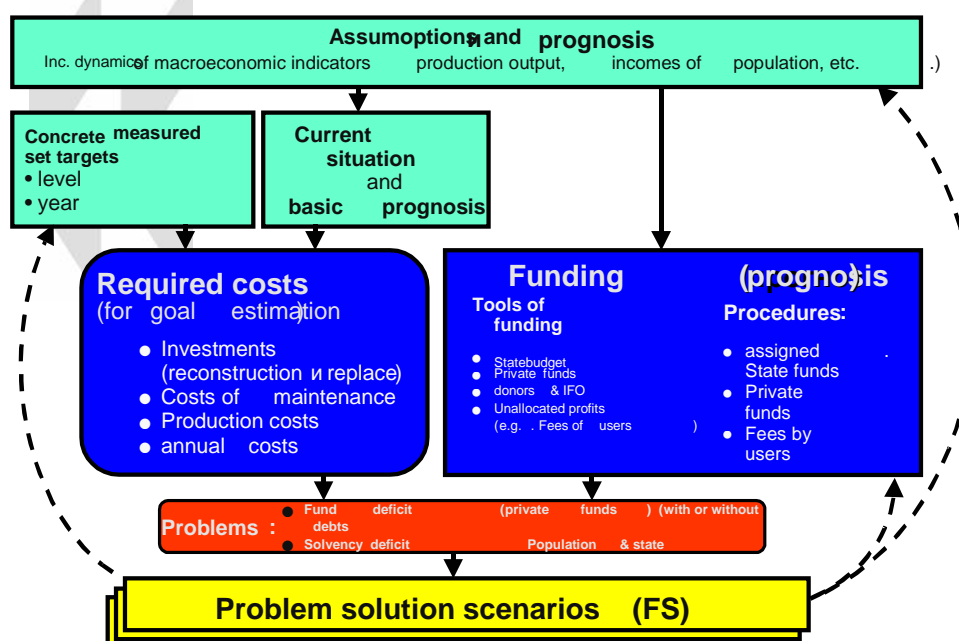 Assumoptions и and prognosis
Inc. dynamics of macroeconomic indicators production output, incomes of population, etc. .)
Concrete measured
set targets
• level
• year
Current
situation
and
basic prognosis
Required costs
(for goal estimation)
● Investments
(reconstruction и replace)
● Costs of maintenance
● Production costs
● annual costs
Funding (prognosis)
Tools of
funding
● Statebudget
● Private funds
● donors & IFO
● Unallocated profits
(e.g. . Fees of users )
Procedures:
● assigned .
State funds
● Private
funds
● Fees by
users
Problems :
● Fund deficit (private funds ) (with or without
debts
● Solvency deficit Population & state
Problem solution scenarios (FS)